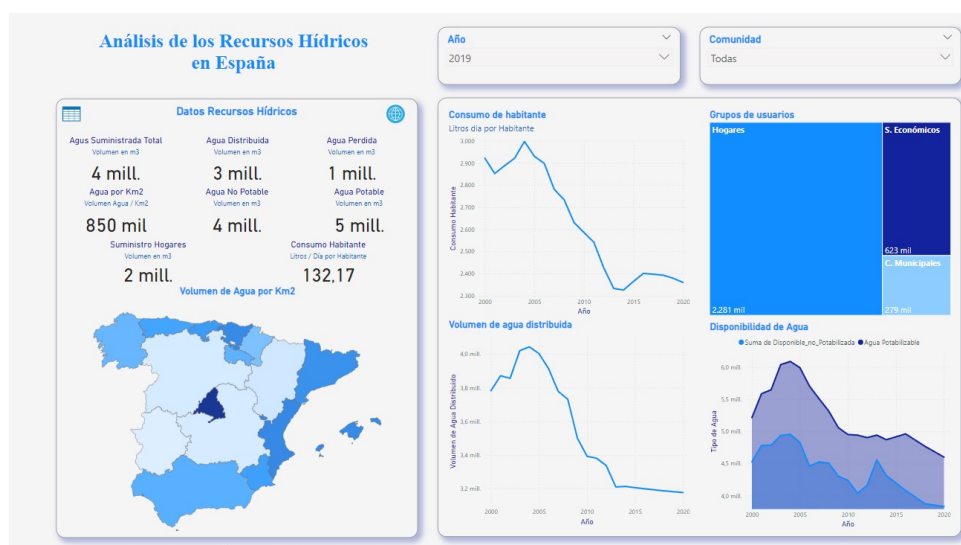 Análisis de los Recursos Hídricos
en España
Año
2019
Comunidad
Todas
Datos Recursos Hídricos
Agus Suministrada Total
Volumen en m3
4 mill.
Agua Distribuida
Volumen en m3
3 mill.
Agua Perdida
Volumen en m3
1 mill.
Agua por Km2
Volumen Agua / Km2
850 mil
Agua No Potable
Volumen en m3
4 mill.
Agua Potable
Volumen en m3
5 mill.
Suministro Hogares
Volumen en m3
2 mill.
Consumo Habitante
Litros / Día por Habitante
132,17
Volumen de Agua por Km2
Consumo de habitante
Litros día por Habitante
Consumo Habitante
3.000
2.900
2.800
2.700
2.600
2.500
2.400
2.300
2000 2005 2010 2015 2020
Año
Grupos de usuarios
Hogares
2.281 mil
S. Económicos
623 mil
C. Municipales
279 mil
Volumen de agua distribuida
Volumen de Agua Distribuido
4,0 mill.
3,8 mill.
3,6 mill.
3,4 mill.
3,2 mill.
2000 2005 2010 2015 2020
Año
Disponibilidad de Agua
Suma de Disponible_no_Potabilizada Agua Potabilizable
Tipo de Agua
6,0 mill.
5,5 mill.
5,0 mill.
4,5 mill.
4,0 mill.
2000 2005 2010 2015 2020
Año